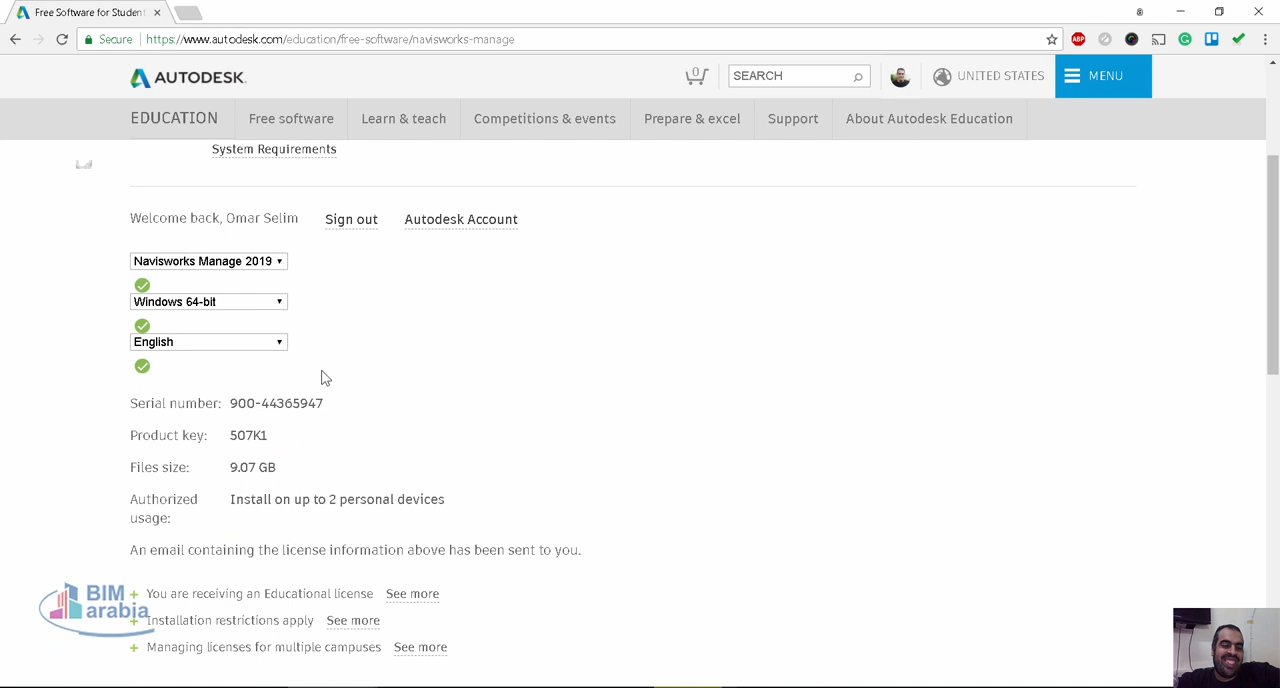 Free Software for Studen
Secure
https://www.autodesk.com/education/free-software/navisworks-manage
ABP
AUTODESK.
0
SEARCH
UNITED STATES
MENU
EDUCATION
Free software
Learn & teach
Competitions & events
Prepare & excel
Support
About Autodesk Education
System Requirements
Welcome back, Omar Selim
Sign out
Autodesk Account
Navisworks Manage 2019
Windows 64-bit
English
Serial number: 900-44365947
Product key: 507K1
Files size: 9.07 GB
Authorized usage: Install on up to 2 personal devices
An email containing the license information above has been sent to you.
+ You are receiving an Educational license See more
+ Installation restrictions apply See more
+ Managing licenses for multiple campuses See more
BIM
arabia